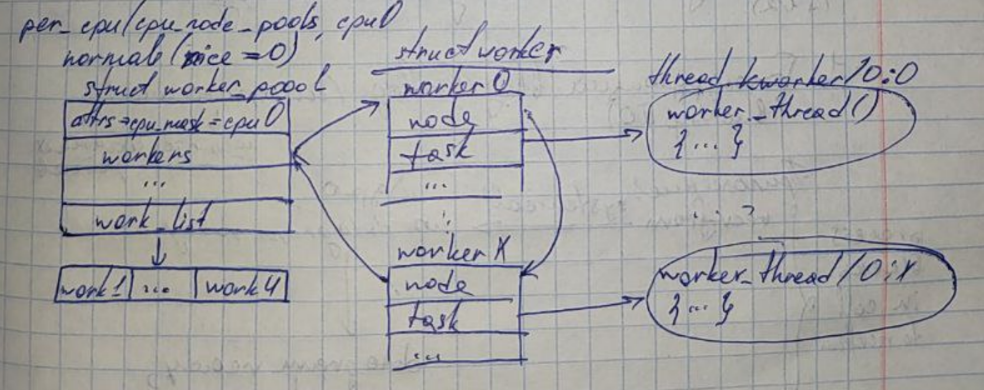 per_cpu/cpu_node_pools, cpu0
normal (nice = 0)
struct worker_poool
attrs→cpu_mask = cpu0
workers
...
work_list
work1 ... work4
struct worker
worker0
node
task
...
worker X
node
task
...
thread kworker/0:0
worker_thread()
{ ... }
... ?
worker_thread/0:X
{ ... }